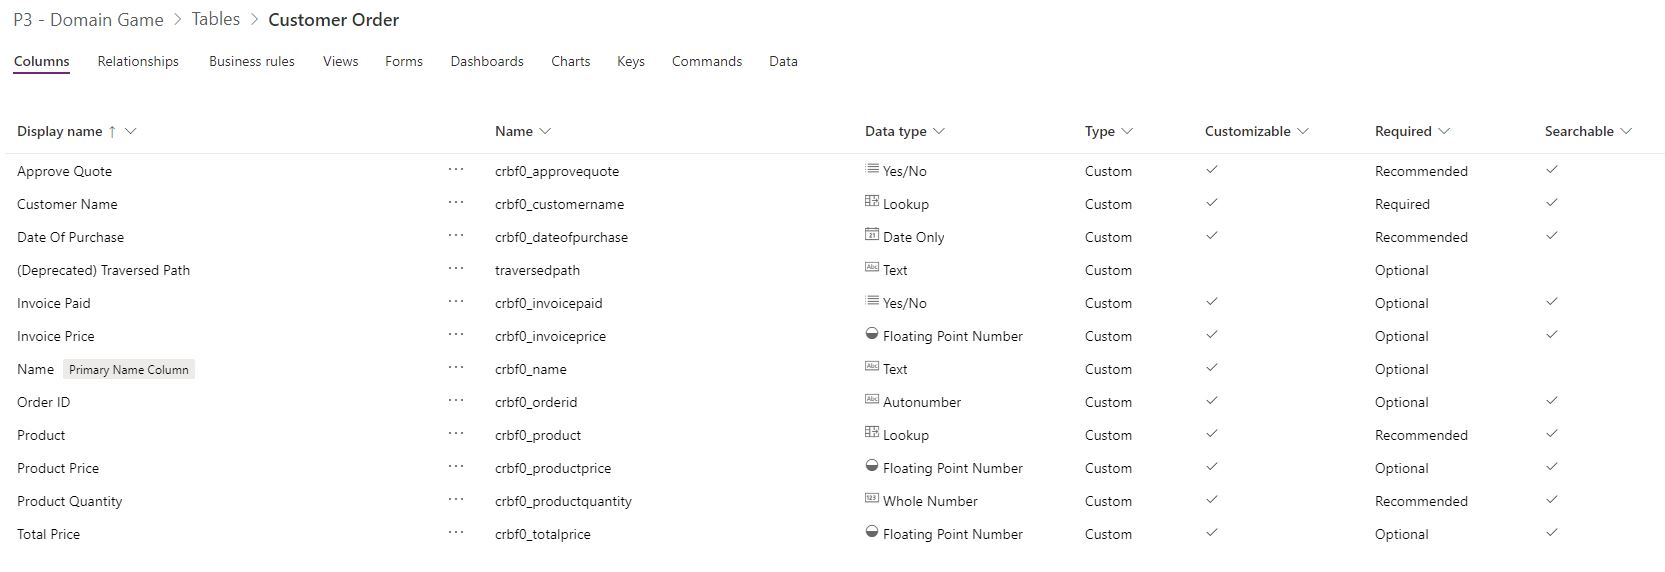 P3 - Domain Game > Tables > Customer Order
Columns Relationships Business rules Views Forms Dashboards Charts Keys Commands Data
Display name ↑ Name Data type Type Customizable Required Searchable
Approve Quote ··· crbf0_approvequote Yes/No Custom ✓ Recommended ✓
Customer Name ··· crbf0_customername Lookup Custom ✓ Required ✓
Date Of Purchase ··· crbf0_dateofpurchase 21 Date Only Custom ✓ Recommended ✓
(Deprecated) Traversed Path ··· traversedpath Abc Text Custom Optional
Invoice Paid ··· crbf0_invoicepaid Yes/No Custom ✓ Optional ✓
Invoice Price ··· crbf0_invoiceprice Floating Point Number Custom ✓ Optional ✓
Name Primary Name Column ··· crbf0_name Abc Text Custom ✓ Optional
Order ID ··· crbf0_orderid Abc Autonumber Custom ✓ Optional ✓
Product ··· crbf0_product Lookup Custom ✓ Recommended ✓
Product Price ··· crbf0_productprice Floating Point Number Custom ✓ Optional ✓
Product Quantity ··· crbf0_productquantity 123 Whole Number Custom ✓ Recommended ✓
Total Price ··· crbf0_totalprice Floating Point Number Custom ✓ Optional ✓